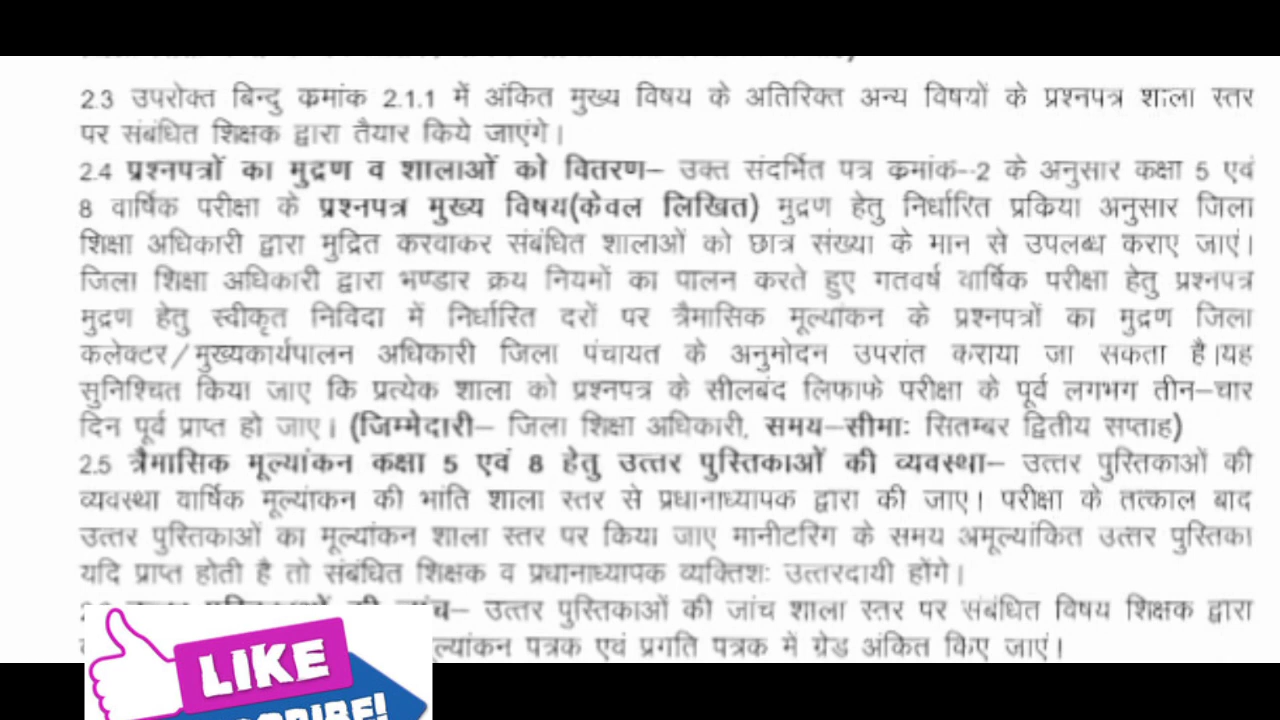 2.3 उपरोक्त बिन्दु कमांक 2.1.1 में अंकित मुख्य विषय के अतिरिक्त अन्य विषयों के प्रश्नपत्र शाला स्तर
पर संबंधित शिक्षक द्वारा तैयार किये जाएंगे।
2.4 प्रश्नपत्रों का मुद्रण व शालाओं को वितरण– उक्त संदर्भित पत्र कमांक--2 के अनुसार कक्षा 5 एवं
8 वार्षिक परीक्षा के प्रश्नपत्र मुख्य विषय(केवल लिखित) मुद्रण हेतु निर्धारित प्रकिया अनुसार जिला
शिक्षा अधिकारी द्वारा मुद्रित करवाकर संबंधित शालाओं को छात्र संख्या के मान से उपलब्ध कराए जाएं।
जिला शिक्षा अधिकारी द्वारा भण्डार क्रय नियमों का पालन करते हुए गतवर्ष वार्षिक परीक्षा हेतु प्रश्नपत्र
मुद्रण हेतु स्वीकृत निविदा में निर्धारित दरों पर त्रैमासिक मूल्यांकन के प्रश्नपत्रों का मुद्रण जिला
कलेक्टर/मुख्यकार्यपालन अधिकारी जिला पंचायत के अनुमोदन उपरांत कराया जा सकता है।यह
सुनिश्चित किया जाए कि प्रत्येक शाला को प्रश्नपत्र के सीलबंद लिफाफे परीक्षा के पूर्व लगभग तीन–चार
दिन पूर्व प्राप्त हो जाए। (जिम्मेदारी– जिला शिक्षा अधिकारी, समय–सीमाः सितम्बर द्वितीय सप्ताह)
2.5 त्रैमासिक मूल्यांकन कक्षा 5 एवं 8 हेतु उत्तर पुस्तिकाओं की व्यवस्था– उत्तर पुस्तिकाओं की
व्यवस्था वार्षिक मूल्यांकन की भांति शाला स्तर से प्रधानाध्यापक द्वारा की जाए। परीक्षा के तत्काल बाद
उत्तर पुस्तिकाओं का मूल्यांकन शाला स्तर पर किया जाए मानीटरिंग के समय अमूल्यांकित उत्तर पुस्तिका
यदि प्राप्त होती है तो संबंधित शिक्षक व प्रधानाध्यापक व्यक्तिशः उत्तरदायी होंगे।
की जांच– उत्तर पुस्तिकाओं की जांच शाला स्तर पर संबंधित विषय शिक्षक द्वारा
पत्रक एवं प्रगति पत्रक में ग्रेड अंकित किए जाएं।
LIKE